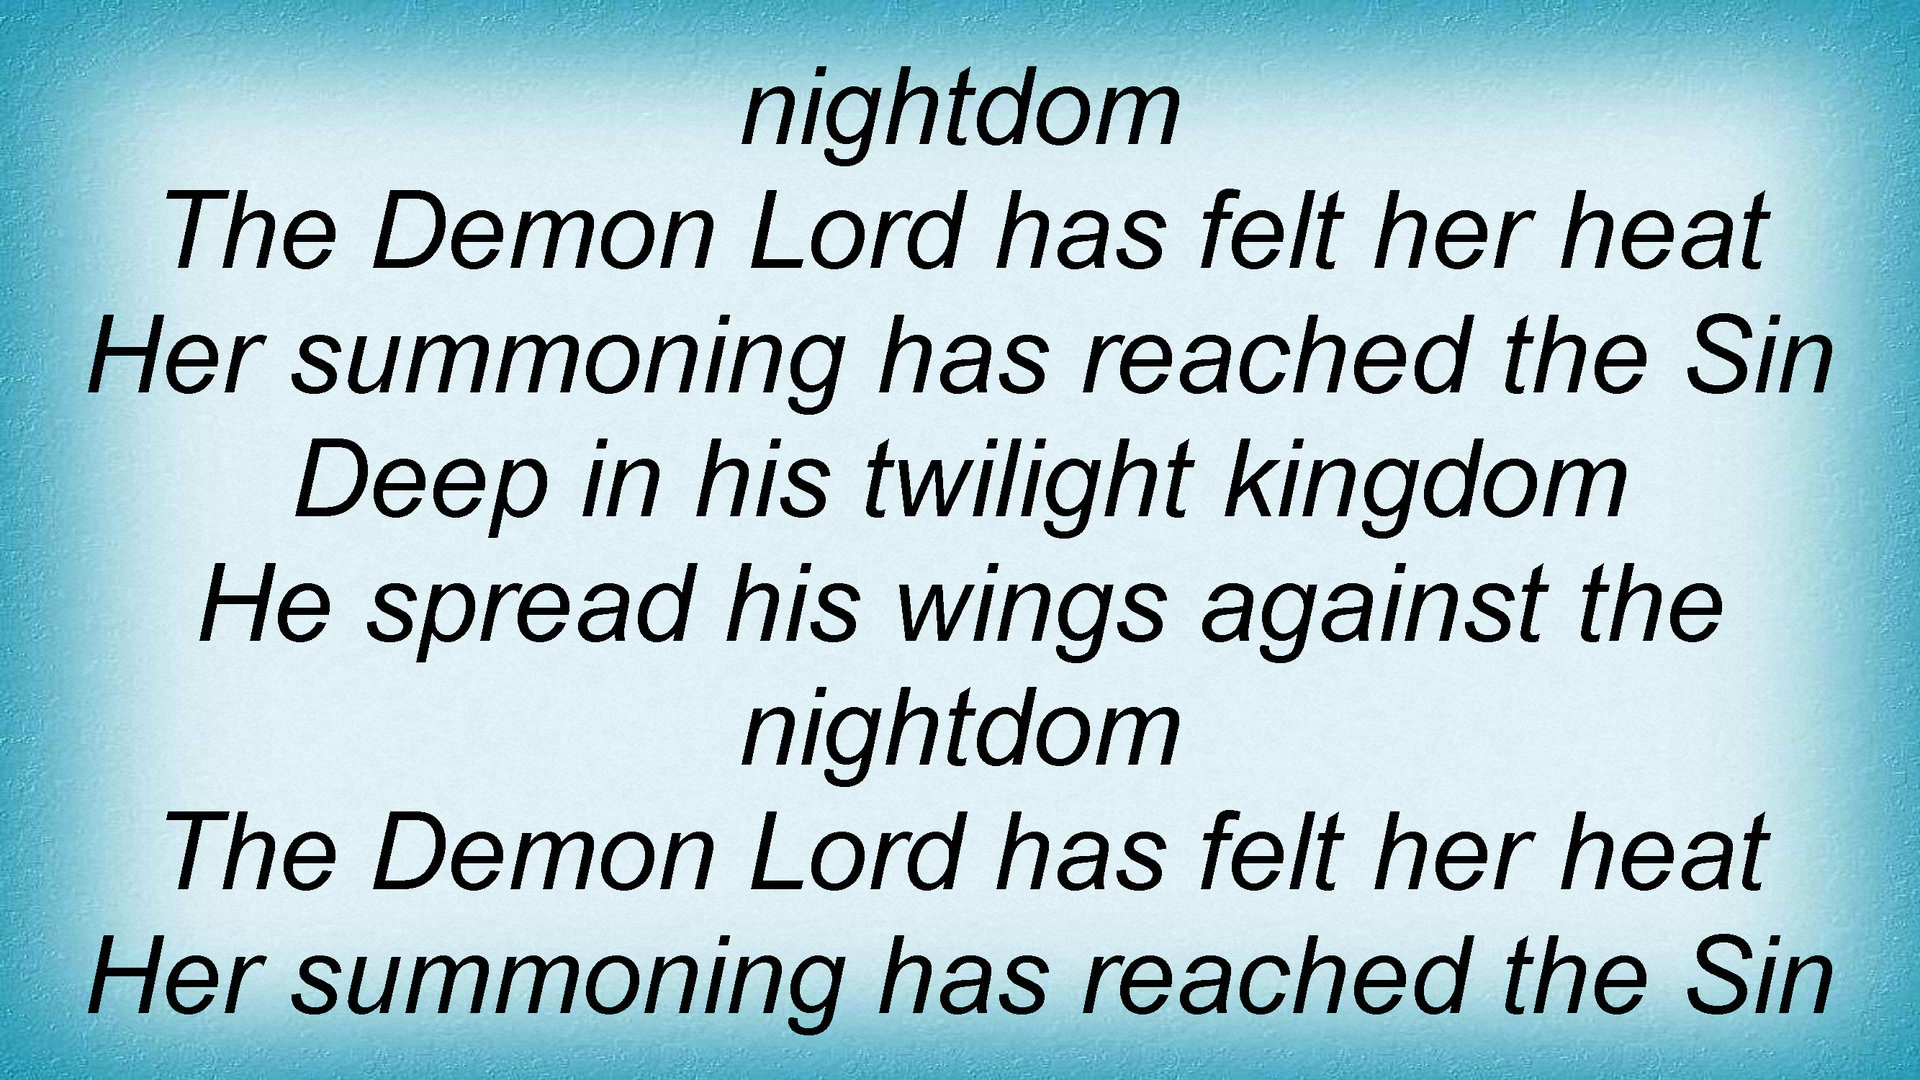 nightdom
The Demon Lord has felt her heat
Her summoning has reached the Sin
Deep in his twilight kingdom
He spread his wings against the
nightdom
The Demon Lord has felt her heat
Her summoning has reached the Sin